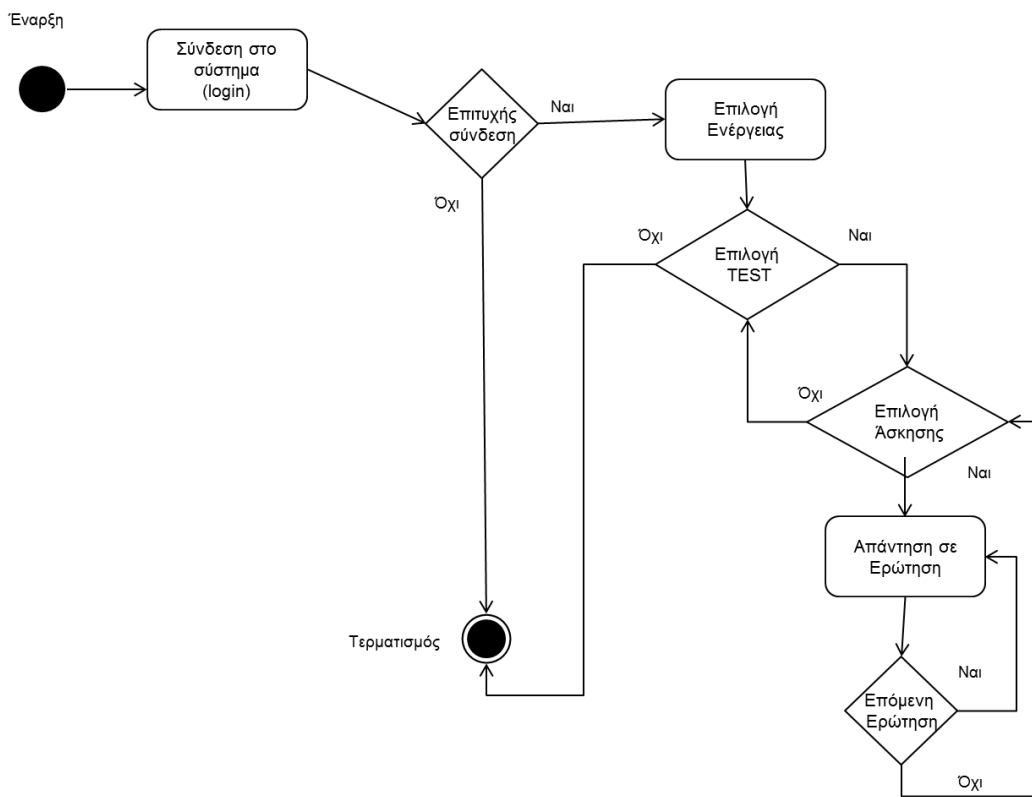 Έναρξη
Σύνδεση στο
σύστημα
(login)
Επιτυχής
σύνδεση
Ναι
Επιλογή
Ενέργειας
Όχι
Όχι
Επιλογή
TEST
Ναι
Όχι
Επιλογή
Άσκησης
Ναι
Απάντηση σε
Ερώτηση
Τερματισμός
Ναι
Επόμενη
Ερώτηση
Όχι